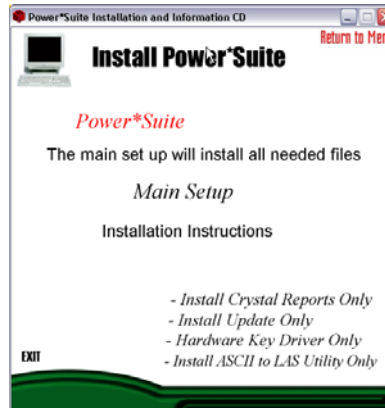 Power*Suite Installation and Information CD
Return to Men
Install Power*Suite
Power*Suite
The main set up will install all needed files
Main Setup
Installation Instructions
- Install Crystal Reports Only
- Install Update Only
- Hardware Key Driver Only
- Install ASCII to LAS Utility Only
EXIT